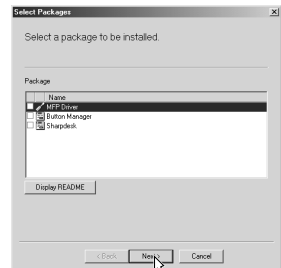 Select Packages
Select a package to be installed.
Package
Name
MFP Driver
Button Manager
Sharpdesk
Display README
< Back
Next >
Cancel